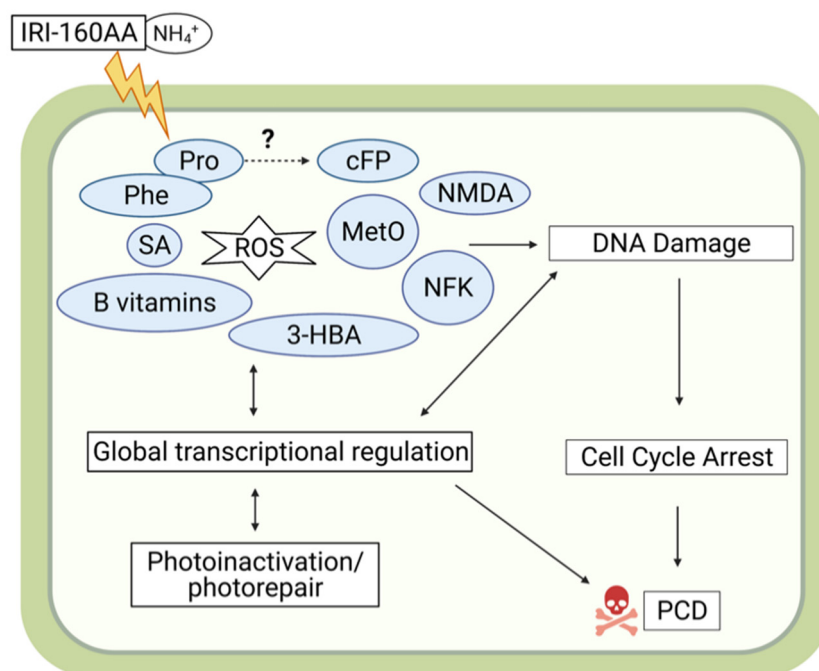 IRI-160AA NH₄⁺
?
Pro
cFP
Phe
NMDA
SA
ROS
MetO
DNA Damage
B vitamins
NFK
3-HBA
Global transcriptional regulation
Cell Cycle Arrest
Photoinactivation/
photorepair
PCD